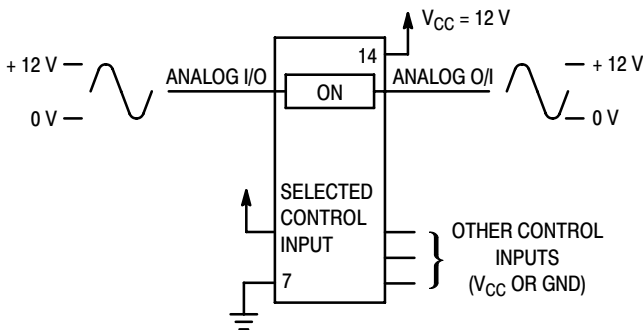 V_CC = 12 V
14
+ 12 V
ANALOG I/O
ANALOG O/I
+ 12 V
ON
0 V
0 V
SELECTED
CONTROL
INPUT
OTHER CONTROL
INPUTS
(V_CC OR GND)
7